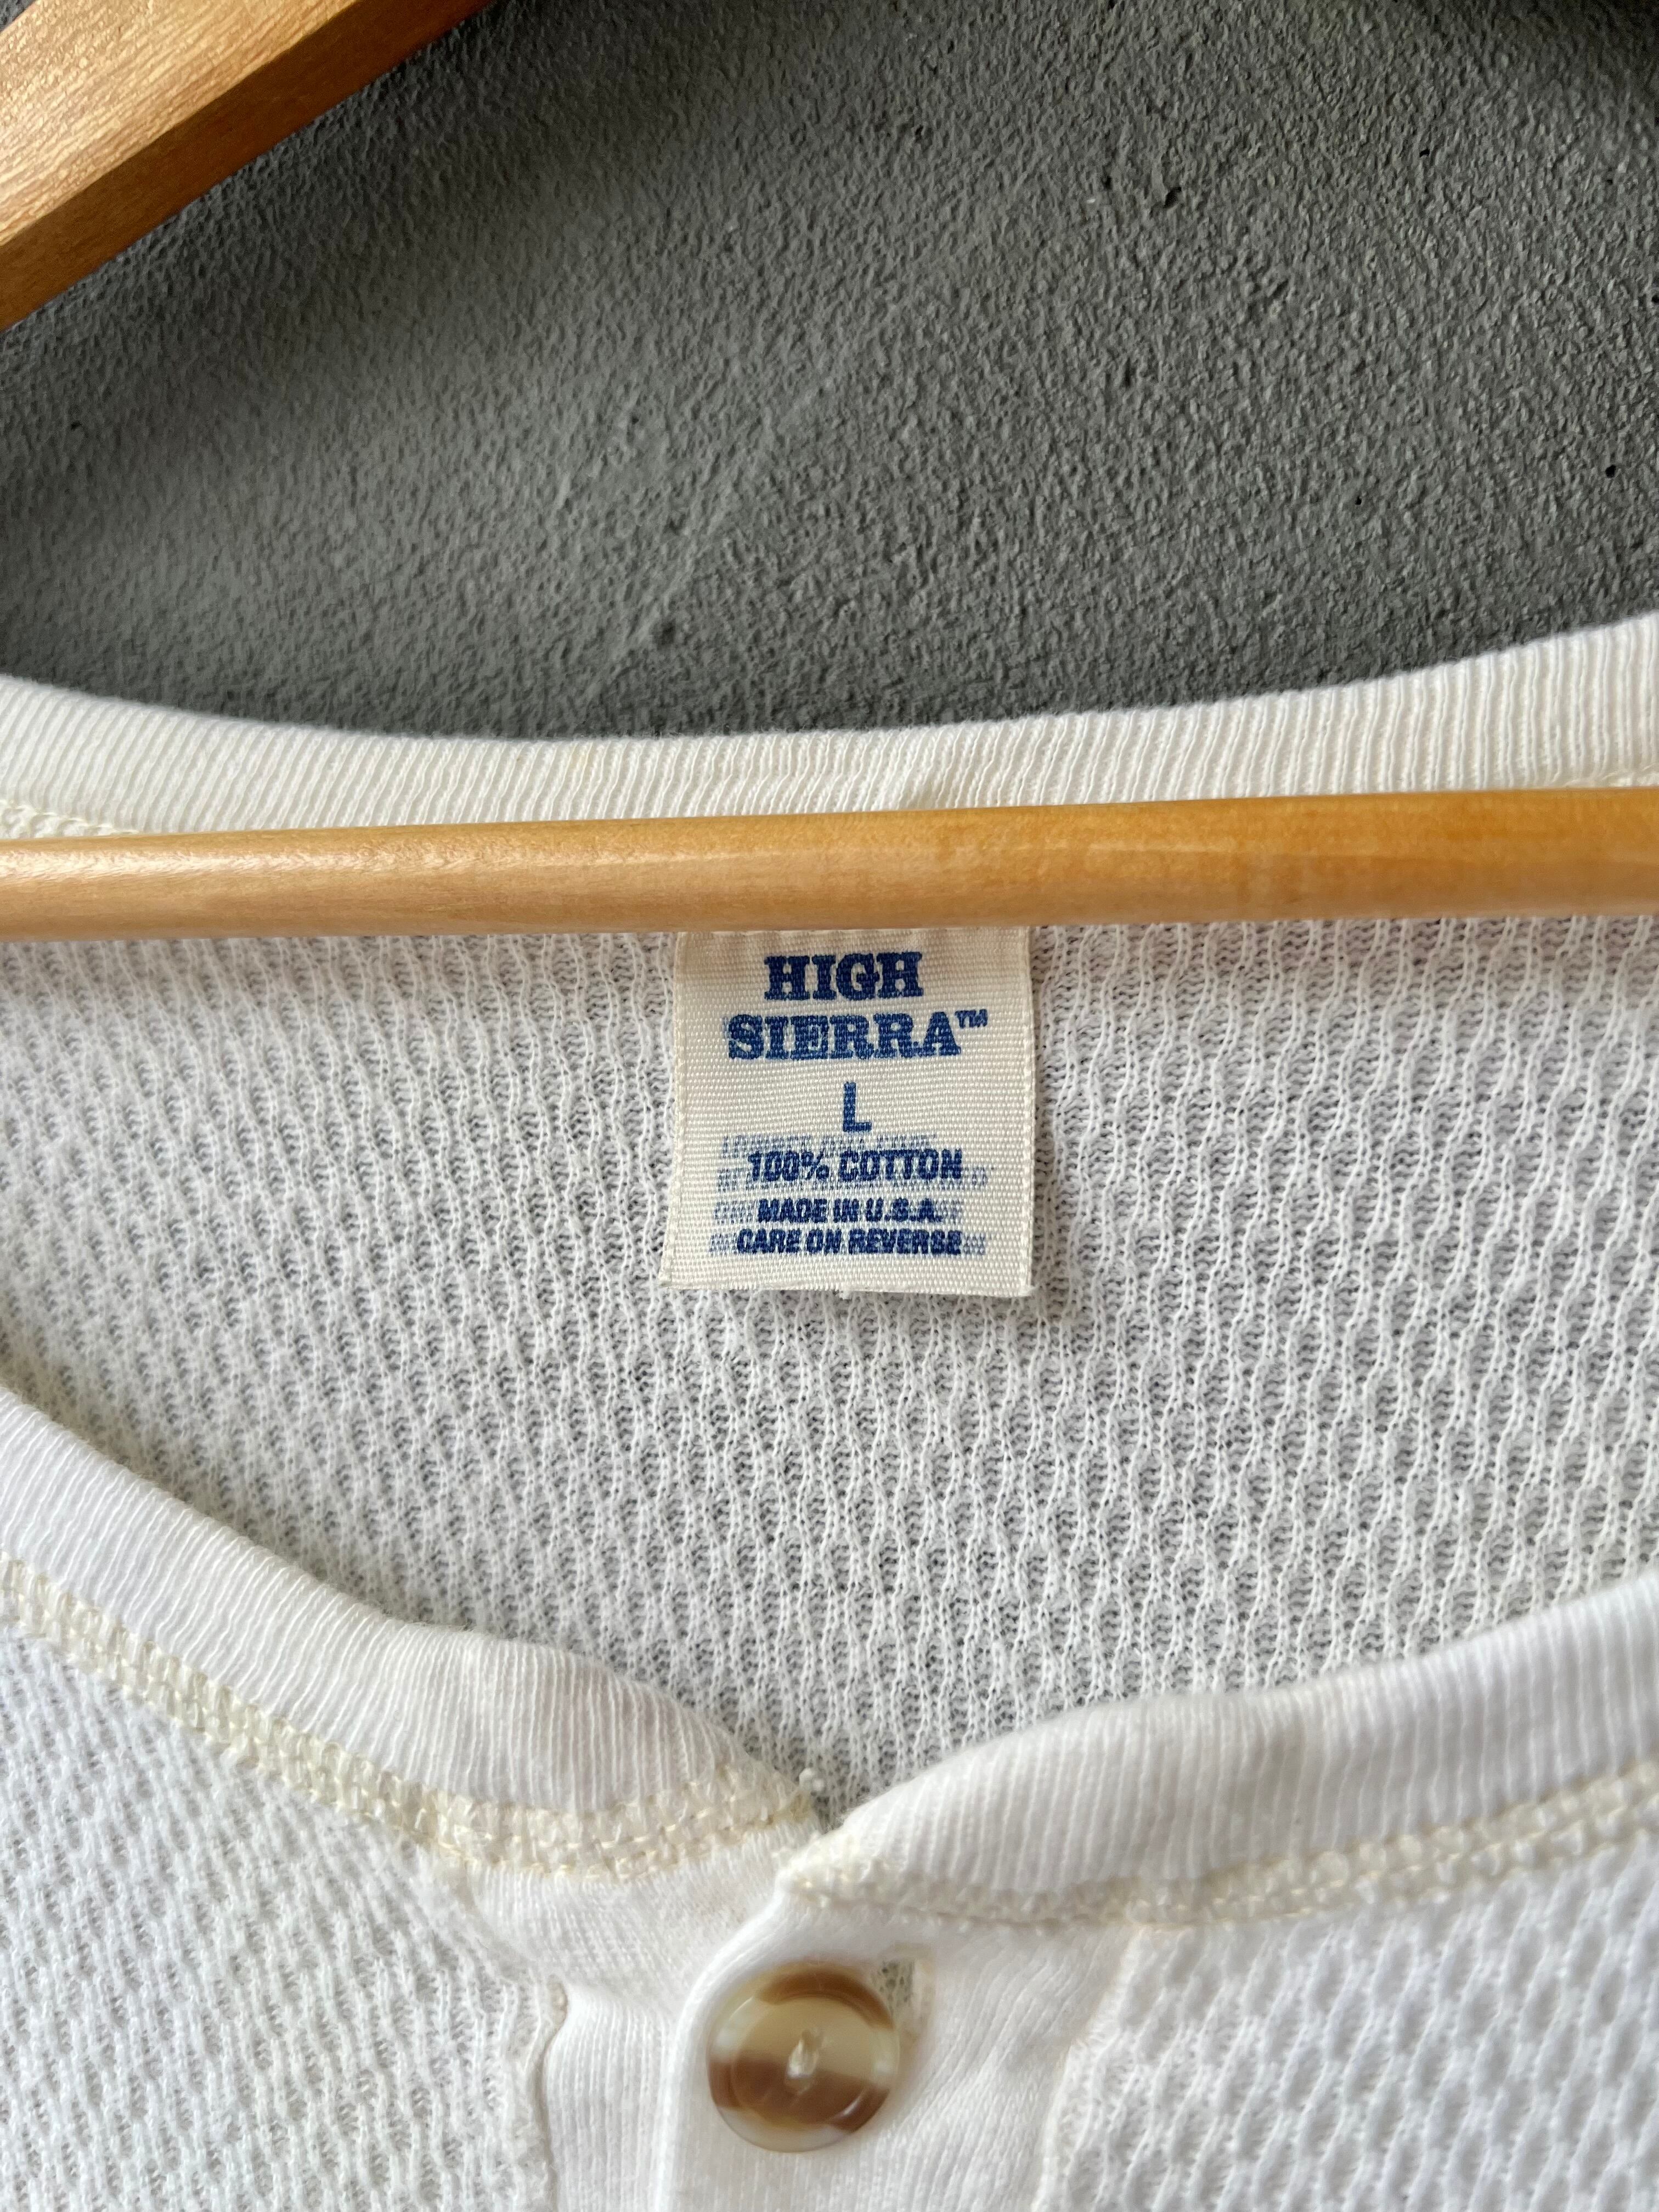 HIGH
SIERRA™
L
100% COTTON
MADE IN U.S.A.
CARE ON REVERSE